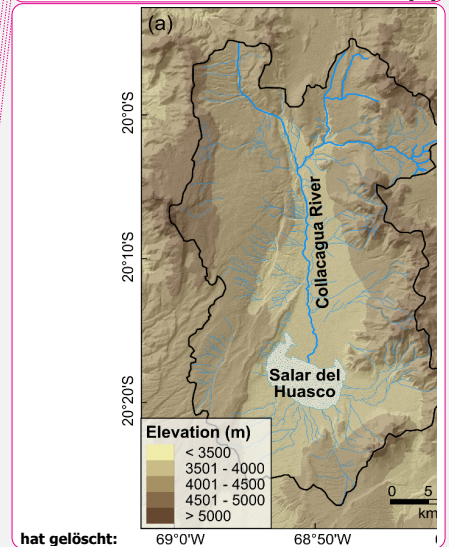 (a)
20°0'S
20°10'S
20°20'S
Collacagua River
Salar del
Huasco
Elevation (m)
< 3500
3501 - 4000
4001 - 4500
4501 - 5000
> 5000
0 5
km
hat gelöscht:
69°0'W
68°50'W